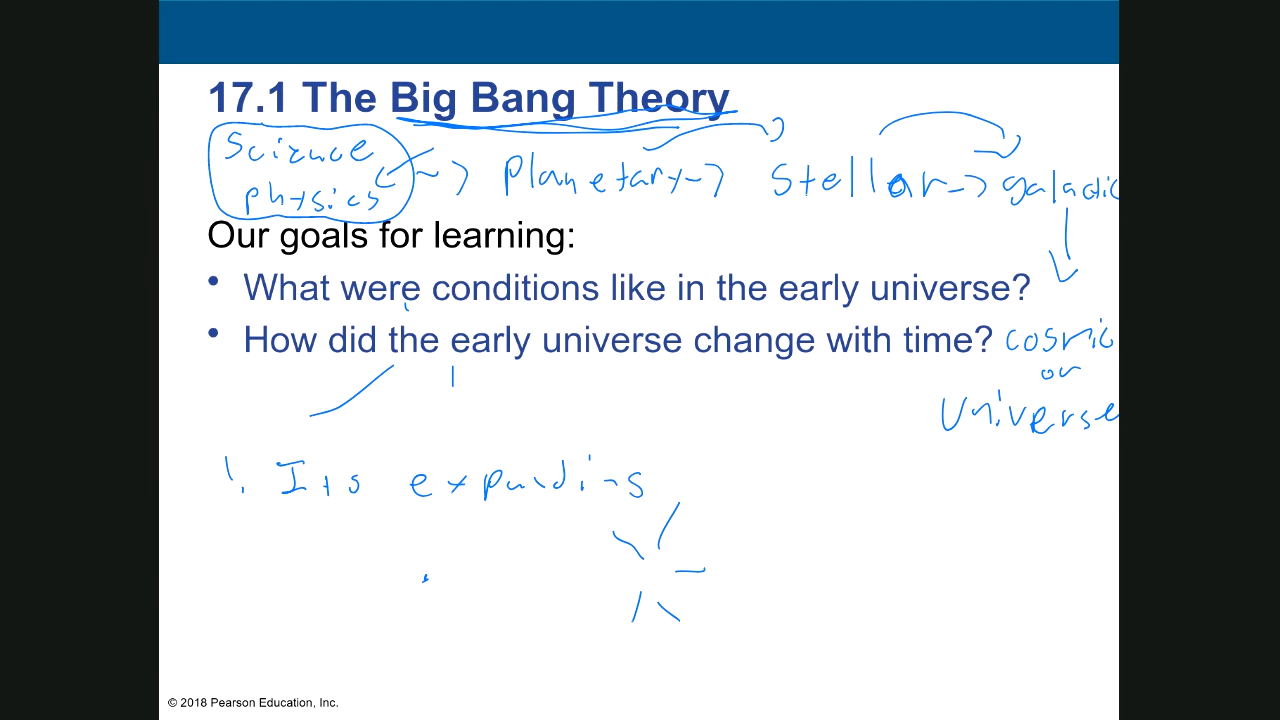 17.1 The Big Bang Theory
Science
physics ~> Planetary -> Stellar -> galactic
Our goals for learning:
• What were conditions like in the early universe?
• How did the early universe change with time?
cosmic
or
Universe
1. Its expanding
© 2018 Pearson Education, Inc.